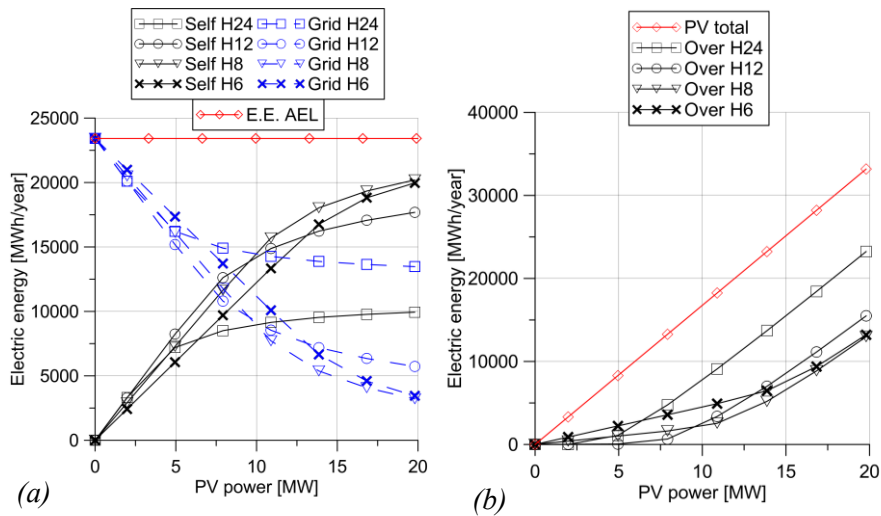 Self H24
Grid H24
Self H12
Grid H12
Self H8
Grid H8
Self H6
Grid H6
E.E. AEL
Electric energy [MWh/year]
25000
20000
15000
10000
5000
0
0
5
10
15
20
PV power [MW]
(a)
PV total
Over H24
Over H12
Over H8
Over H6
Electric energy [MWh/year]
40000
30000
20000
10000
0
0
5
10
15
20
PV power [MW]
(b)